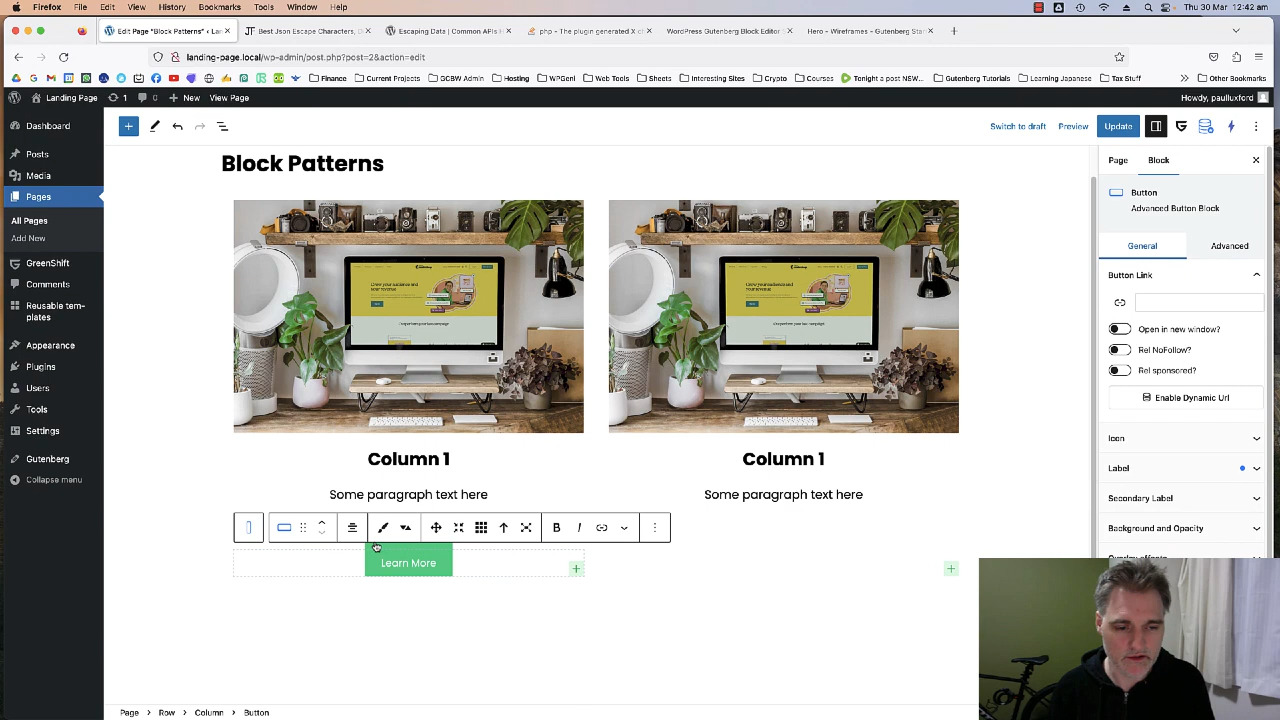 Firefox File Edit View History Bookmarks Tools Window Help
Thu 30 Mar 12:42 am
Edit Page "Block Patterns" ‹ Lan
Best Json Escape Characters, D
Escaping Data | Common APIs H
php - The plugin generated X ch
WordPress Gutenberg Block Editor T
Hero - Wireframes - Gutenberg Star
landing-page.local/wp-admin/post.php?post=2&action=edit
Finance Current Projects GCBW Admin Hosting WPGenI Web Tools Sheets Interesting Sites Crypto Courses Tonight a post NSW... Gutenberg Tutorials Learning Japanese Tax Stuff Other Bookmarks
Landing Page 1 0 New View Page
Howdy, paulluxford
Dashboard
Posts
Media
Pages
All Pages
Add New
GreenShift
Comments
Reusable tem-
plates
Appearance
Plugins
Users
Tools
Settings
Gutenberg
Collapse menu
Switch to draft Preview Update
Block Patterns
Column 1
Some paragraph text here
Learn More
Column 1
Some paragraph text here
Page Block
Button
Advanced Button Block
General Advanced
Button Link
Open in new window?
Rel NoFollow?
Rel sponsored?
Enable Dynamic Url
Icon
Label
Secondary Label
Background and Opacity
B I
Page Row Column Button